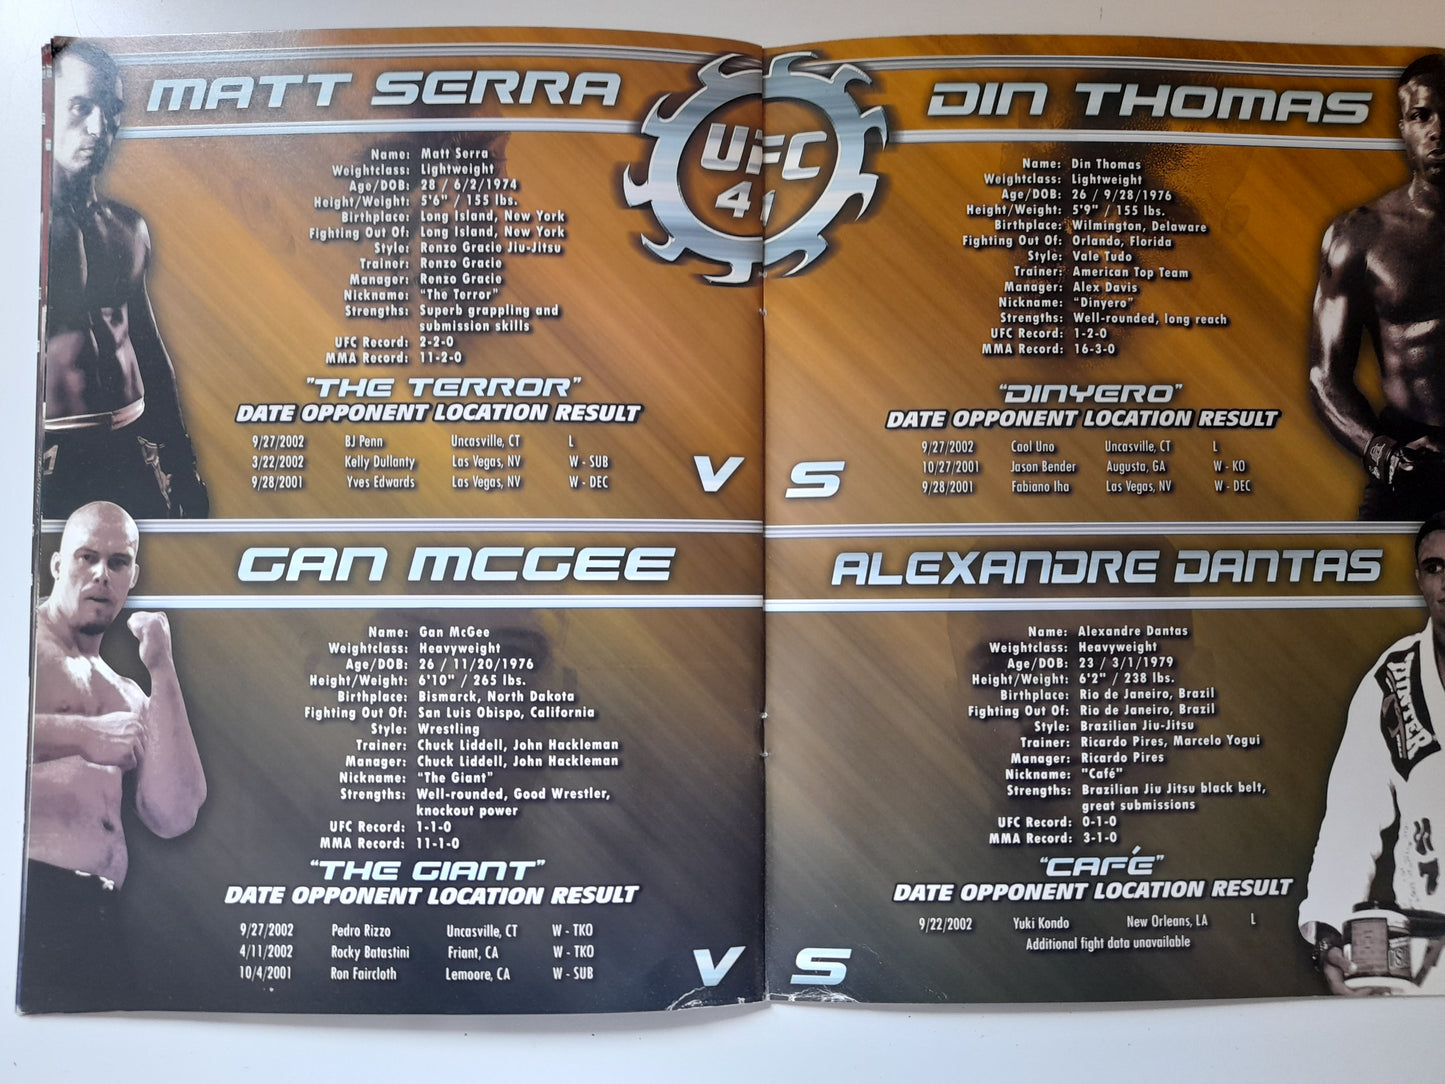 MATT SERRA
Name: Matt Serra
Weightclass: Lightweight
Age/DOB: 28 / 6/2/1974
Height/Weight: 5'6" / 155 lbs.
Birthplace: Long Island, New York
Fighting Out Of: Long Island, New York
Style: Renzo Gracie Jiu-Jitsu
Trainer: Renzo Gracie
Manager: Renzo Gracie
Nickname: "The Terror"
Strengths: Superb grappling and
submission skills
UFC Record: 2-2-0
MMA Record: 11-2-0
"THE TERROR"
DATE OPPONENT LOCATION RESULT
9/27/2002 BJ Penn Uncasville, CT L
3/22/2002 Kelly Dullanty Las Vegas, NV W - SUB
9/28/2001 Yves Edwards Las Vegas, NV W - DEC
UFC
41
VS
DIN THOMAS
Name: Din Thomas
Weightclass: Lightweight
Age/DOB: 26 / 9/28/1976
Height/Weight: 5'9" / 155 lbs.
Birthplace: Wilmington, Delaware
Fighting Out Of: Orlando, Florida
Style: Vale Tudo
Trainer: American Top Team
Manager: Alex Davis
Nickname: "Dinyero"
Strengths: Well-rounded, long reach
UFC Record: 1-2-0
MMA Record: 16-3-0
"DINYERO"
DATE OPPONENT LOCATION RESULT
9/27/2002 Caol Uno Uncasville, CT L
10/27/2001 Jason Bender Augusta, GA W - KO
9/28/2001 Fabiano Iha Las Vegas, NV W - DEC
GAN MCGEE
Name: Gan McGee
Weightclass: Heavyweight
Age/DOB: 26 / 11/20/1976
Height/Weight: 6'10" / 265 lbs.
Birthplace: Bismarck, North Dakota
Fighting Out Of: San Luis Obispo, California
Style: Wrestling
Trainer: Chuck Liddell, John Hackleman
Manager: Chuck Liddell, John Hackleman
Nickname: "The Giant"
Strengths: Well-rounded, Good Wrestler,
knockout power
UFC Record: 1-1-0
MMA Record: 11-1-0
"THE GIANT"
DATE OPPONENT LOCATION RESULT
9/27/2002 Pedro Rizzo Uncasville, CT W - TKO
4/11/2002 Rocky Batastini Friant, CA W - TKO
10/4/2001 Ron Faircloth Lemoore, CA W - SUB
VS
ALEXANDRE DANTAS
Name: Alexandre Dantas
Weightclass: Heavyweight
Age/DOB: 23 / 3/1/1979
Height/Weight: 6'2" / 238 lbs.
Birthplace: Rio de Janeiro, Brazil
Fighting Out Of: Rio de Janeiro, Brazil
Style: Brazilian Jiu-Jitsu
Trainer: Ricardo Pires, Marcelo Yogui
Manager: Ricardo Pires
Nickname: "Café"
Strengths: Brazilian Jiu Jitsu black belt,
great submissions
UFC Record: 0-1-0
MMA Record: 3-1-0
"CAFÉ"
DATE OPPONENT LOCATION RESULT
9/22/2002 Yuki Kondo New Orleans, LA L
Additional fight data unavailable